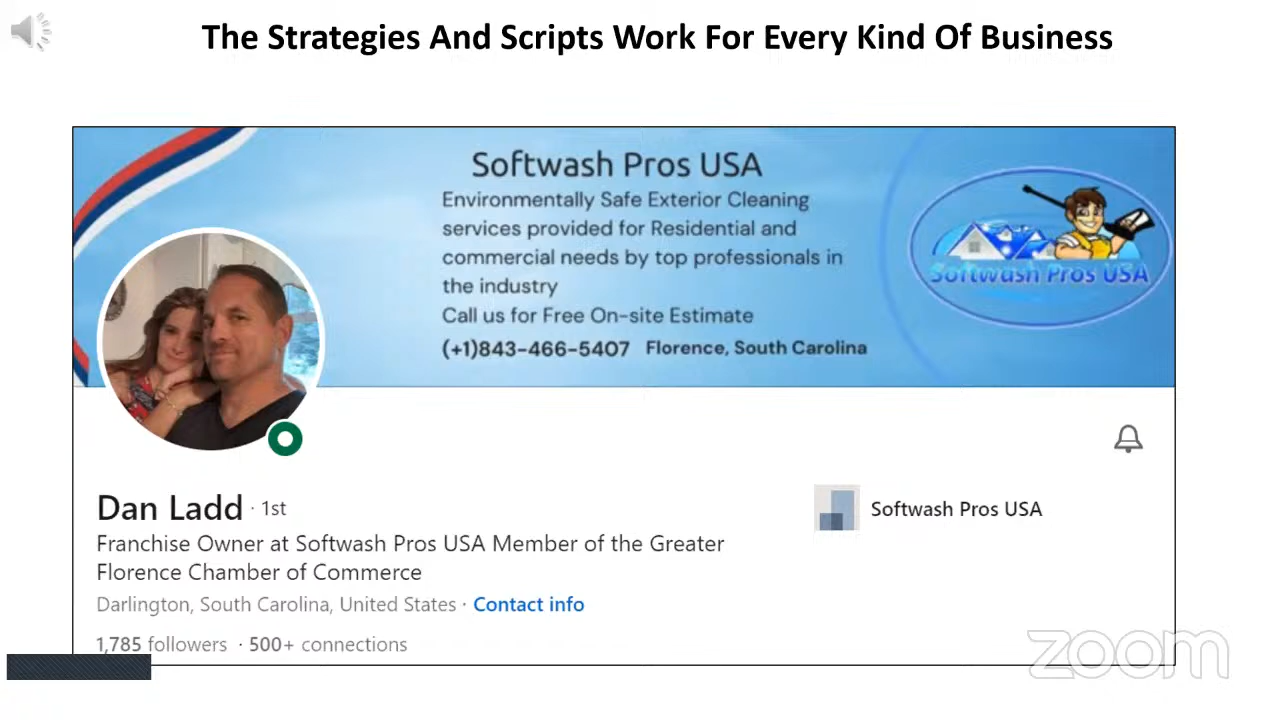 The Strategies And Scripts Work For Every Kind Of Business
Softwash Pros USA
Environmentally Safe Exterior Cleaning
services provided for Residential and
commercial needs by top professionals in
the industry
Call us for Free On-site Estimate
(+1)843-466-5407 Florence, South Carolina
Softwash Pros USA
Dan Ladd · 1st
Softwash Pros USA
Franchise Owner at Softwash Pros USA Member of the Greater
Florence Chamber of Commerce
Darlington, South Carolina, United States · Contact info
1,785 followers · 500+ connections
zoom